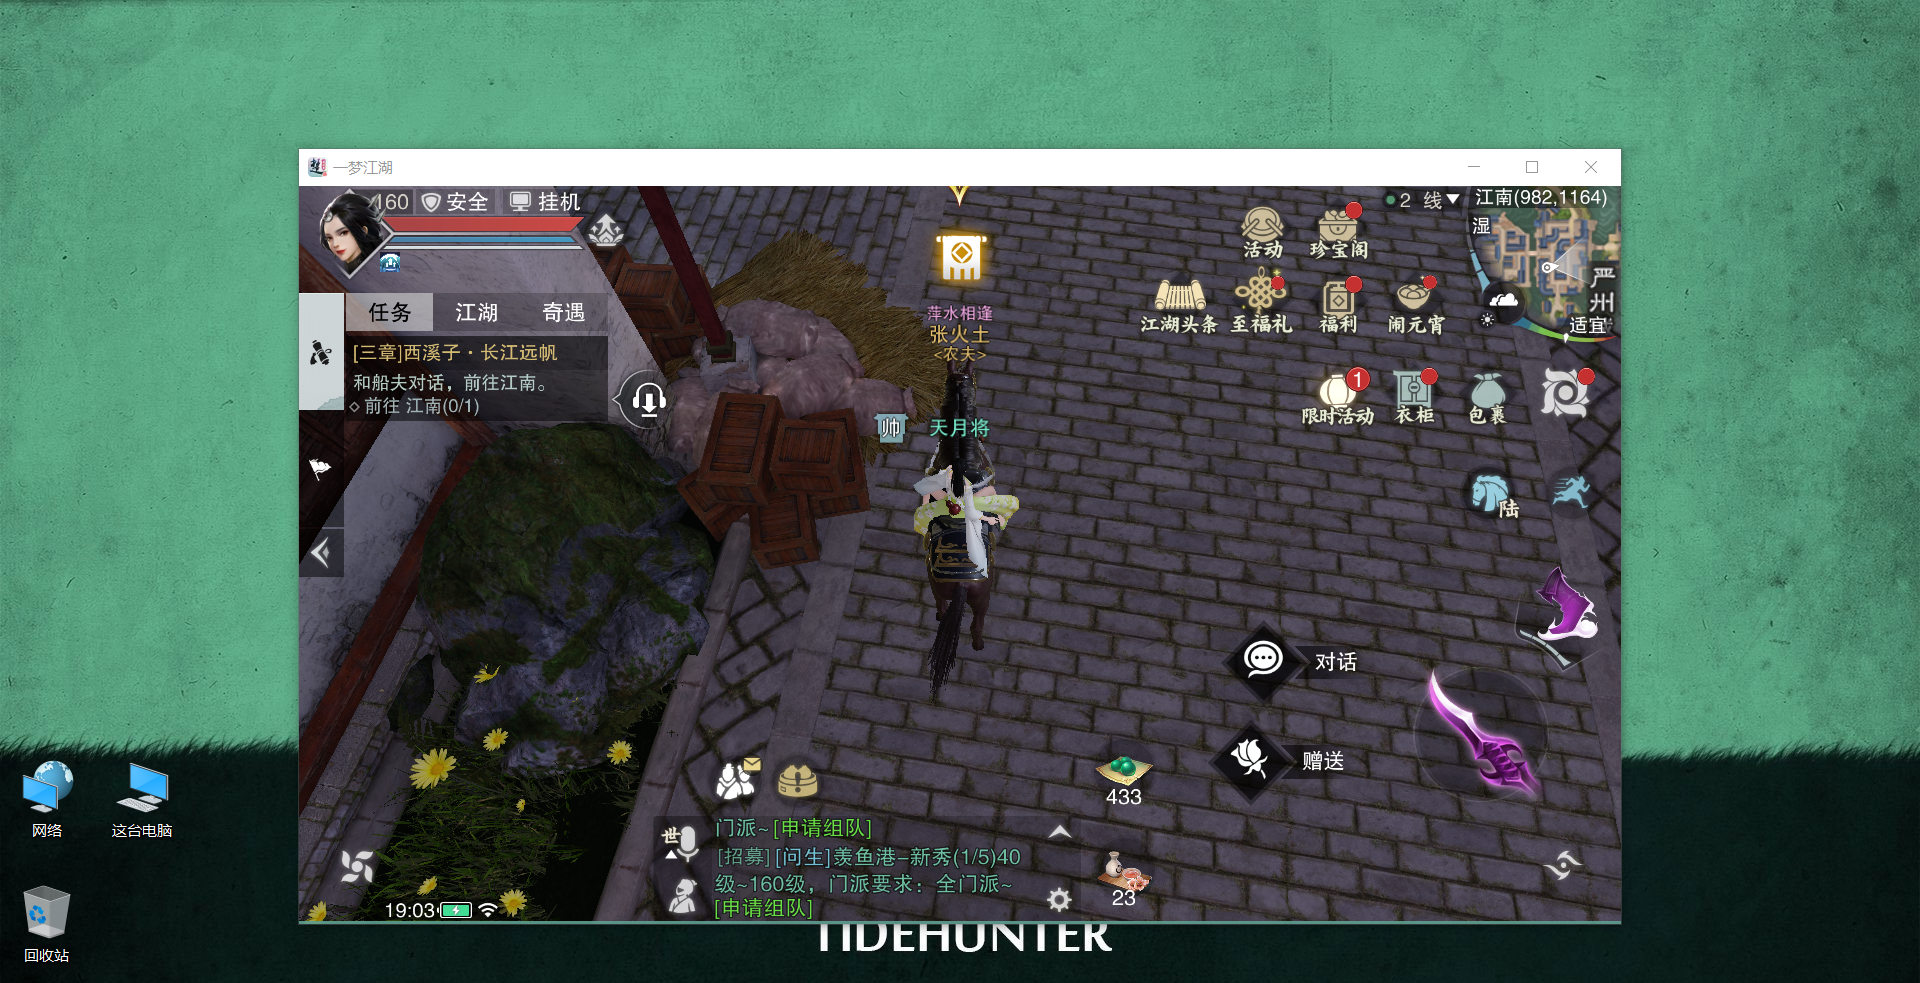 一梦江湖
160 安全 挂机
2 线 江南(982,1164)
湿
活动 珍宝阁
严州
适宜
江湖头条 至福礼 福利 闹元宵
任务 江湖 奇遇
[三章]西溪子·长江远帆
和船夫对话，前往江南。
前往 江南(0/1)
萍水相逢
张火土
<农夫>
1
限时活动 衣柜 包裹
帅 天月将
陆
对话
赠送
433
世 门派~[申请组队]
[招募][问生]羡鱼港–新秀(1/5)40
级~160级，门派要求：全门派~
[申请组队]
23
19:03
网络 这台电脑
回收站
TIDEHUNTER